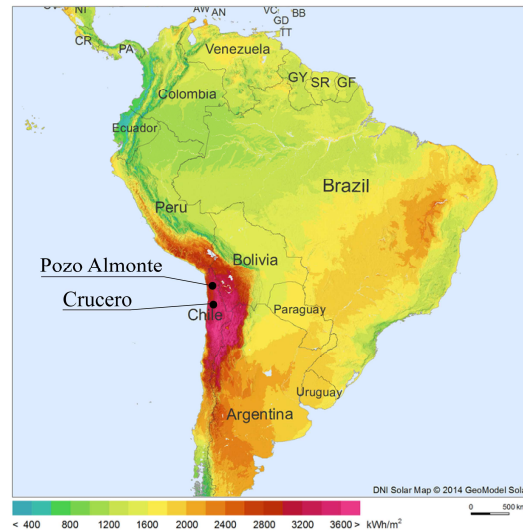 NI
AW AN
VC
BB
GD
TT
CR
PA
Venezuela
GY SR GF
Colombia
Ecuador
Brazil
Peru
Bolivia
Pozo Almonte
Crucero
Chile
Paraguay
Uruguay
Argentina
DNI Solar Map © 2014 GeoModel Sola
0 500 km
< 400 800 1200 1600 2000 2400 2800 3200 3600 > kWh/m²